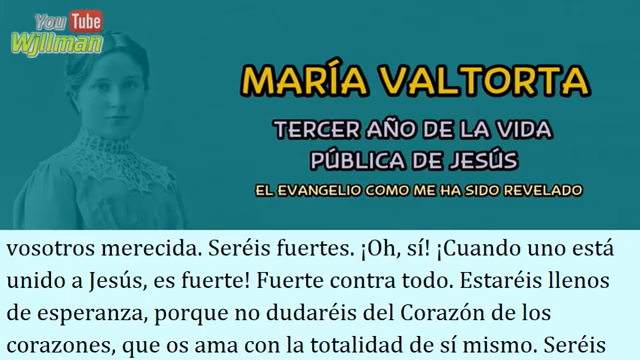 You Tube
Wjllman
MARÍA VALTORTA
TERCER AÑO DE LA VIDA
PÚBLICA DE JESÚS
EL EVANGELIO COMO ME HA SIDO REVELADO
vosotros merecida. Seréis fuertes. ¡Oh, sí! ¡Cuando uno está
unido a Jesús, es fuerte! Fuerte contra todo. Estaréis llenos
de esperanza, porque no dudaréis del Corazón de los
corazones, que os ama con la totalidad de sí mismo. Seréis